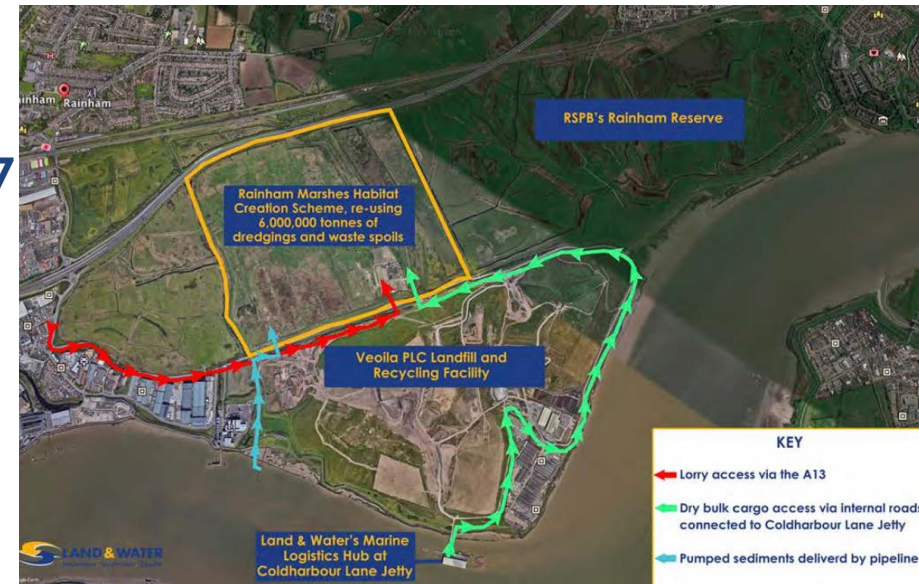 7
inham Rainham
RSPB's Rainham Reserve
Rainham Marshes Habitat
Creation Scheme, re-using
6,000,000 tonnes of
dredgings and waste spoils
Veoila PLC Landfill and
Recycling Facility
KEY
Lorry access via the A13
Dry bulk cargo access via internal roads
connected to Coldharbour Lane Jetty
Pumped sediments deliverd by pipeline
Land & Water's Marine
Logistics Hub at
Coldharbour Lane Jetty
LAND & WATER